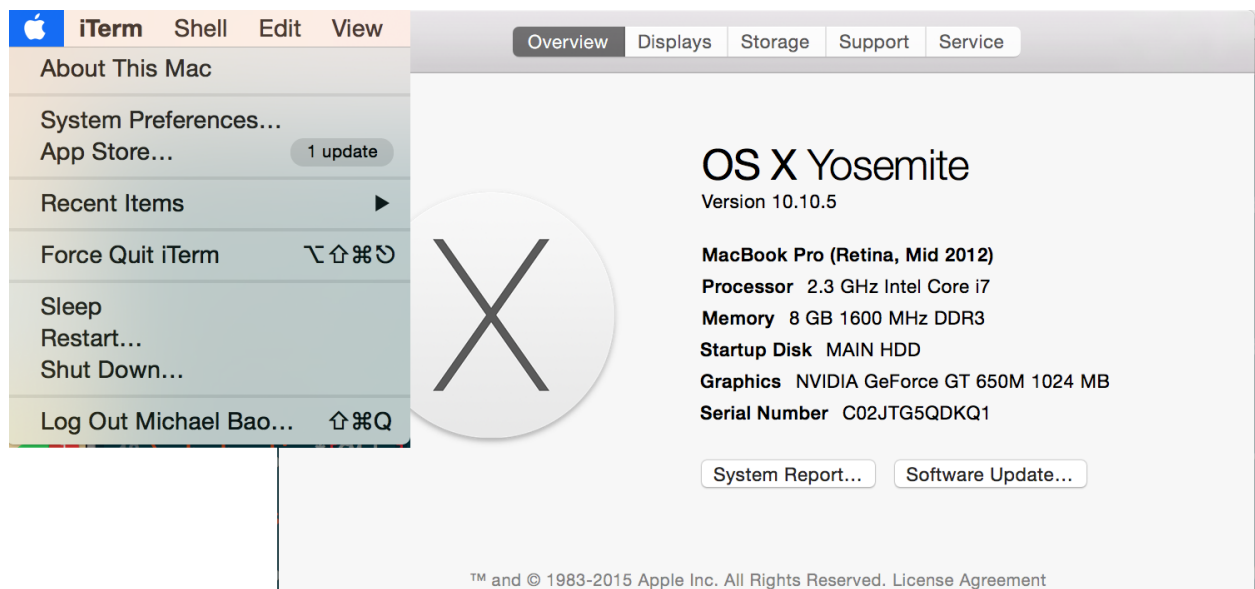 iTerm Shell Edit View
About This Mac
System Preferences...
App Store... 1 update
Recent Items ▶
Force Quit iTerm ⌥⇧⌘⎋
Sleep
Restart...
Shut Down...
Log Out Michael Bao... ⇧⌘Q
Overview Displays Storage Support Service
OS X Yosemite
Version 10.10.5
MacBook Pro (Retina, Mid 2012)
Processor 2.3 GHz Intel Core i7
Memory 8 GB 1600 MHz DDR3
Startup Disk MAIN HDD
Graphics NVIDIA GeForce GT 650M 1024 MB
Serial Number C02JTG5QDKQ1
System Report... Software Update...
™ and © 1983-2015 Apple Inc. All Rights Reserved. License Agreement